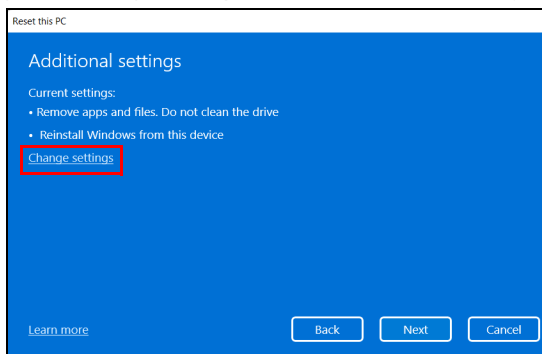 Reset this PC
Additional settings
Current settings:
• Remove apps and files. Do not clean the drive
• Reinstall Windows from this device
Change settings
Learn more
Back
Next
Cancel